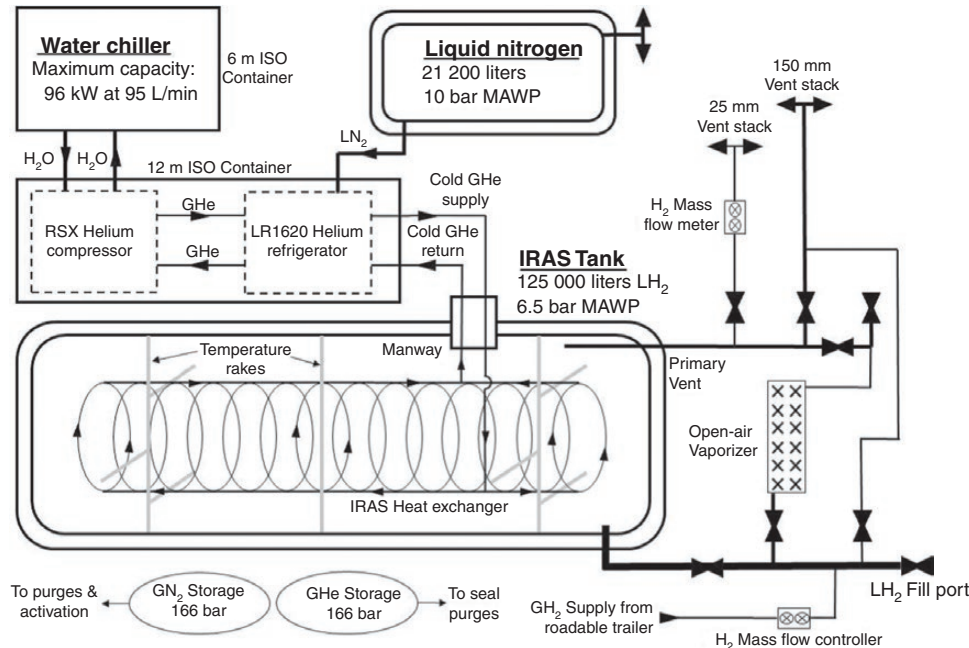 Water chiller
Maximum capacity:
96 kW at 95 L/min
6 m ISO
Container
Liquid nitrogen
21 200 liters
10 bar MAWP
150 mm
Vent stack
25 mm
Vent stack
H₂O
H₂O
LN₂
12 m ISO Container
Cold GHe
supply
GHe
RSX Helium
compressor
LR1620 Helium
refrigerator
GHe
Cold GHe
return
H₂ Mass
flow meter
IRAS Tank
125 000 liters LH₂
6.5 bar MAWP
Temperature
rakes
Manway
Primary
Vent
Open-air
Vaporizer
IRAS Heat exchanger
To purges &
activation
GN₂ Storage
166 bar
GHe Storage
166 bar
To seal
purges
GH₂ Supply from
roadable trailer
LH₂ Fill port
H₂ Mass flow controller